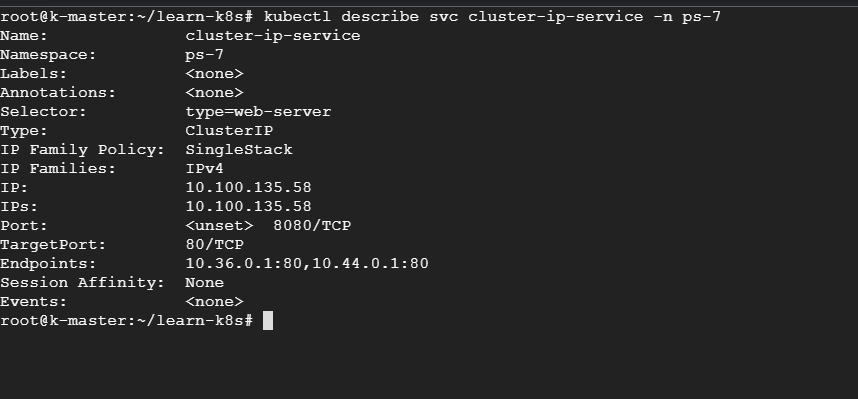 root@k-master:~/learn-k8s# kubectl describe svc cluster-ip-service -n ps-7
Name:              cluster-ip-service
Namespace:         ps-7
Labels:            <none>
Annotations:       <none>
Selector:          type=web-server
Type:              ClusterIP
IP Family Policy:  SingleStack
IP Families:       IPv4
IP:                10.100.135.58
IPs:               10.100.135.58
Port:              <unset>  8080/TCP
TargetPort:        80/TCP
Endpoints:         10.36.0.1:80,10.44.0.1:80
Session Affinity:  None
Events:            <none>
root@k-master:~/learn-k8s#